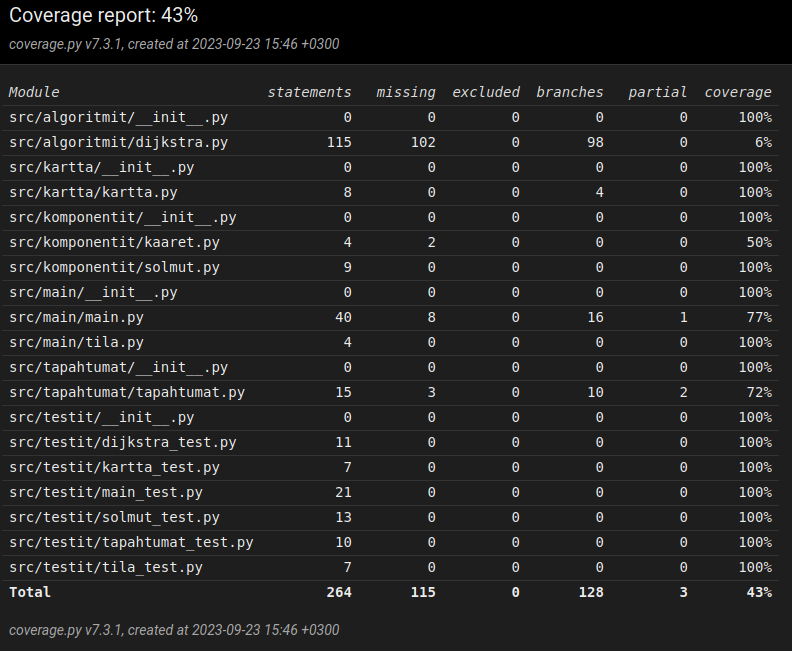 Coverage report: 43%
coverage.py v7.3.1, created at 2023-09-23 15:46 +0300
Module statements missing excluded branches partial coverage
src/algoritmit/__init__.py 0 0 0 0 0 100%
src/algoritmit/dijkstra.py 115 102 0 98 0 6%
src/kartta/__init__.py 0 0 0 0 0 100%
src/kartta/kartta.py 8 0 0 4 0 100%
src/komponentit/__init__.py 0 0 0 0 0 100%
src/komponentit/kaaret.py 4 2 0 0 0 50%
src/komponentit/solmut.py 9 0 0 0 0 100%
src/main/__init__.py 0 0 0 0 0 100%
src/main/main.py 40 8 0 16 1 77%
src/main/tila.py 4 0 0 0 0 100%
src/tapahtumat/__init__.py 0 0 0 0 0 100%
src/tapahtumat/tapahtumat.py 15 3 0 10 2 72%
src/testit/__init__.py 0 0 0 0 0 100%
src/testit/dijkstra_test.py 11 0 0 0 0 100%
src/testit/kartta_test.py 7 0 0 0 0 100%
src/testit/main_test.py 21 0 0 0 0 100%
src/testit/solmut_test.py 13 0 0 0 0 100%
src/testit/tapahtumat_test.py 10 0 0 0 0 100%
src/testit/tila_test.py 7 0 0 0 0 100%
Total 264 115 0 128 3 43%
coverage.py v7.3.1, created at 2023-09-23 15:46 +0300